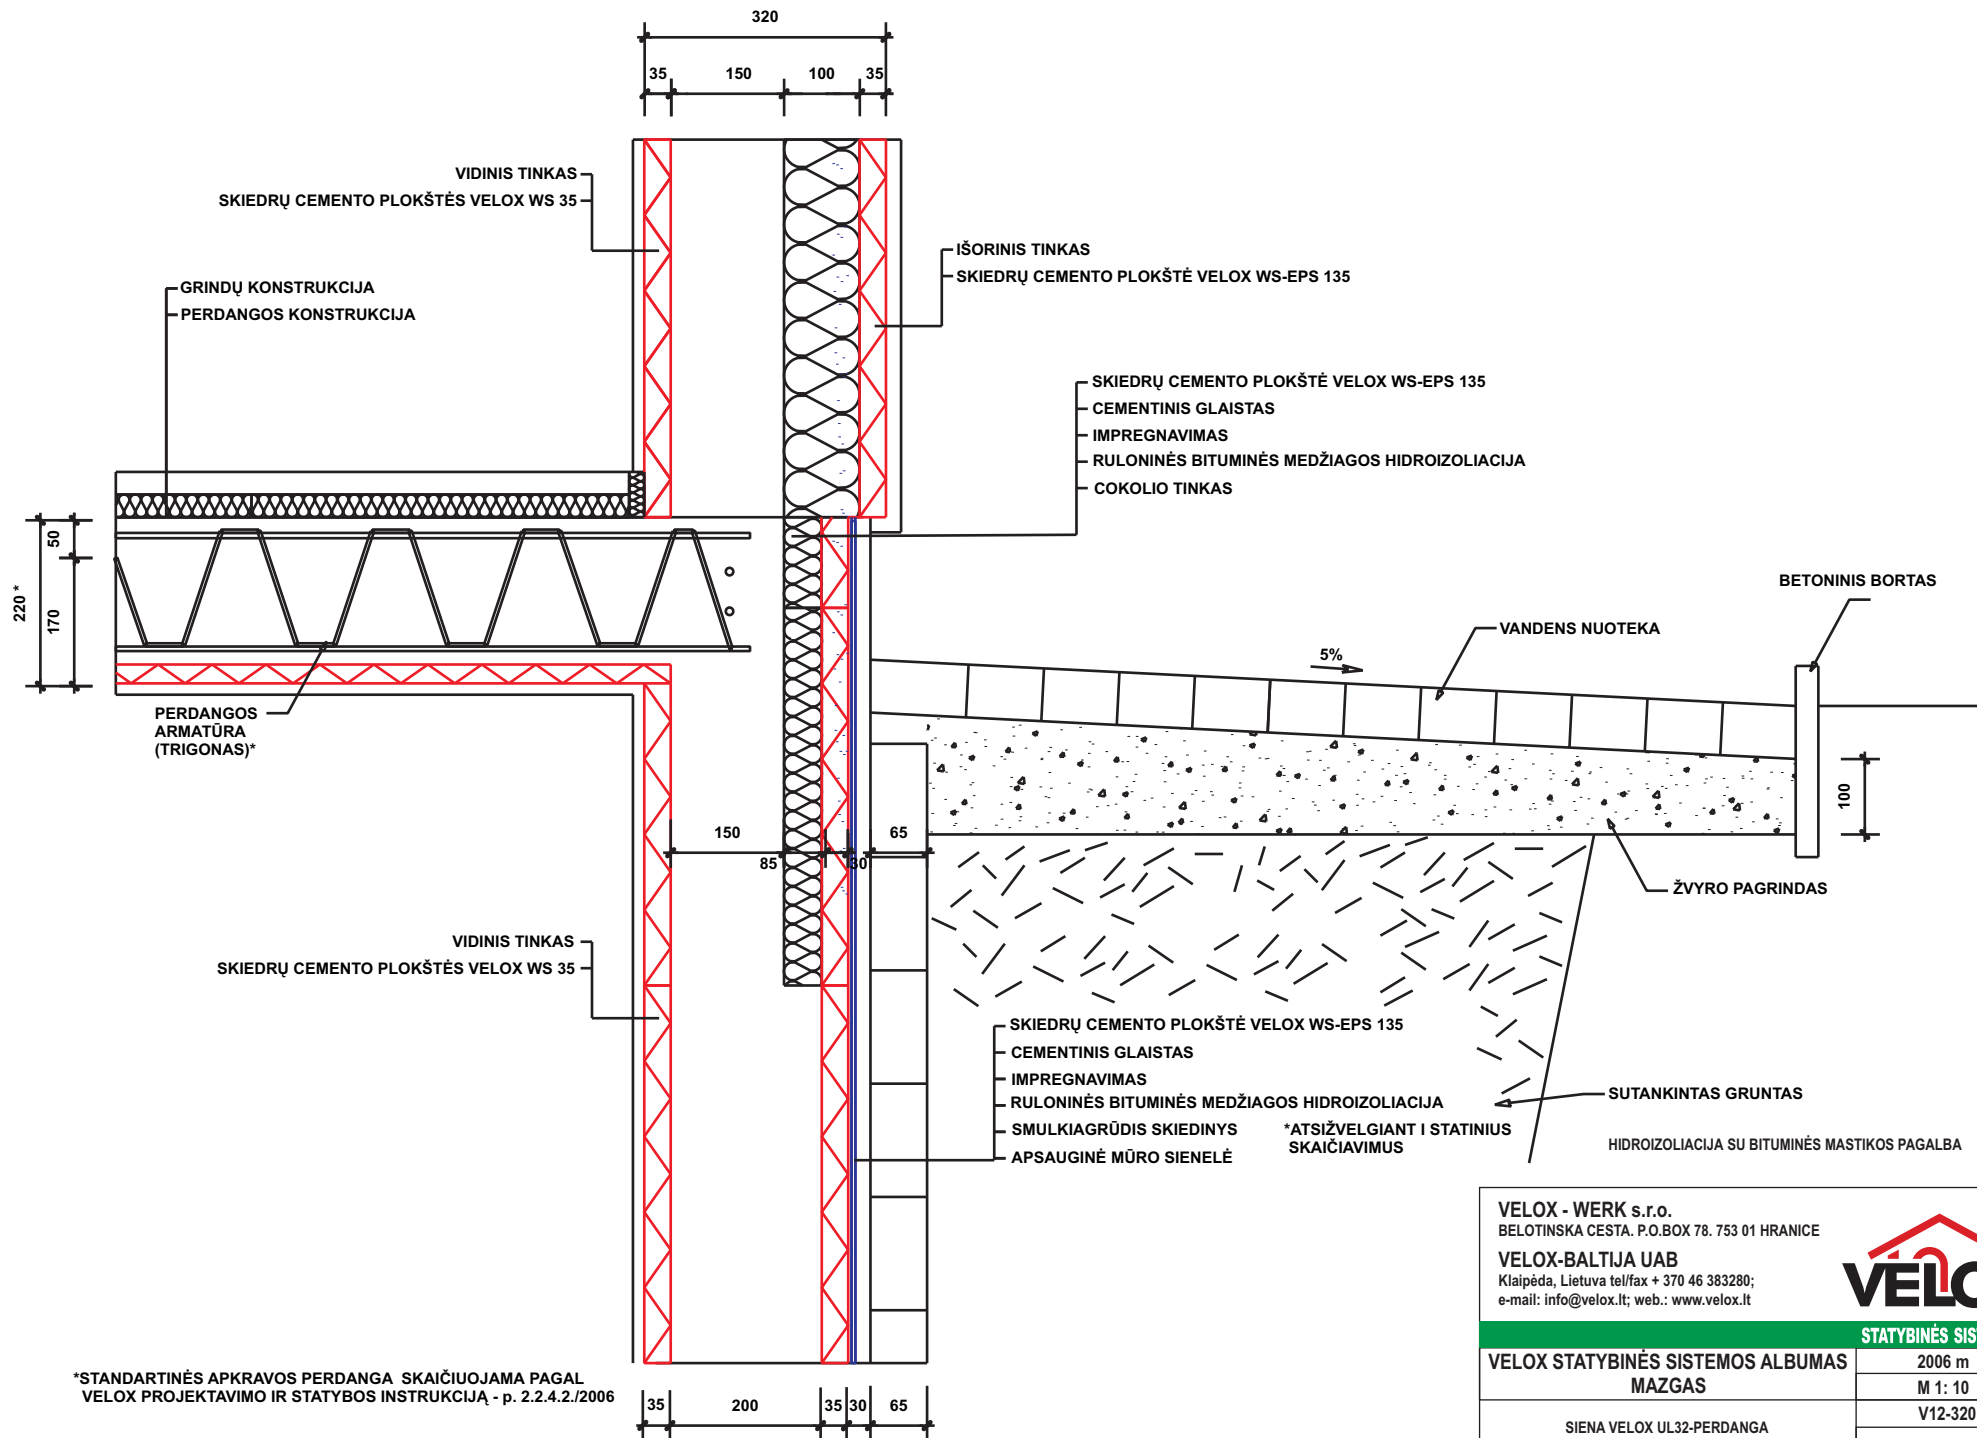 320
35
150
100
35
VIDINIS TINKAS
SKIEDRŲ CEMENTO PLOKŠTĖS VELOX WS 35
IŠORINIS TINKAS
SKIEDRŲ CEMENTO PLOKŠTĖ VELOX WS-EPS 135
GRINDŲ KONSTRUKCIJA
PERDANGOS KONSTRUKCIJA
SKIEDRŲ CEMENTO PLOKŠTĖ VELOX WS-EPS 135
CEMENTINIS GLAISTAS
IMPREGNAVIMAS
RULONINĖS BITUMINĖS MEDŽIAGOS HIDROIZOLIACIJA
COKOLIO TINKAS
50
170
220 *
BETONINIS BORTAS
VANDENS NUOTEKA
5%
PERDANGOS
ARMATŪRA
(TRIGONAS)*
100
150
85
30
65
ŽVYRO PAGRINDAS
VIDINIS TINKAS
SKIEDRŲ CEMENTO PLOKŠTĖS VELOX WS 35
SKIEDRŲ CEMENTO PLOKŠTĖ VELOX WS-EPS 135
CEMENTINIS GLAISTAS
IMPREGNAVIMAS
RULONINĖS BITUMINĖS MEDŽIAGOS HIDROIZOLIACIJA
SMULKIAGRŪDIS SKIEDINYS
APSAUGINĖ MŪRO SIENELĖ
*ATSIŽVELGIANT I STATINIUS
SKAIČIAVIMUS
SUTANKINTAS GRUNTAS
HIDROIZOLIACIJA SU BITUMINĖS MASTIKOS PAGALBA
VELOX - WERK s.r.o.
BELOTINSKA CESTA. P.O.BOX 78. 753 01 HRANICE
VELOX-BALTIJA UAB
Klaipėda, Lietuva tel/fax + 370 46 383280;
e-mail: info@velox.lt; web.: www.velox.lt
VELO
STATYBINĖS SIS
VELOX STATYBINĖS SISTEMOS ALBUMAS
MAZGAS
2006 m
M 1: 10
SIENA VELOX UL32-PERDANGA
V12-320
*STANDARTINĖS APKRAVOS PERDANGA SKAIČIUOJAMA PAGAL
VELOX PROJEKTAVIMO IR STATYBOS INSTRUKCIJĄ - p. 2.2.4.2./2006
35
200
35
30
65